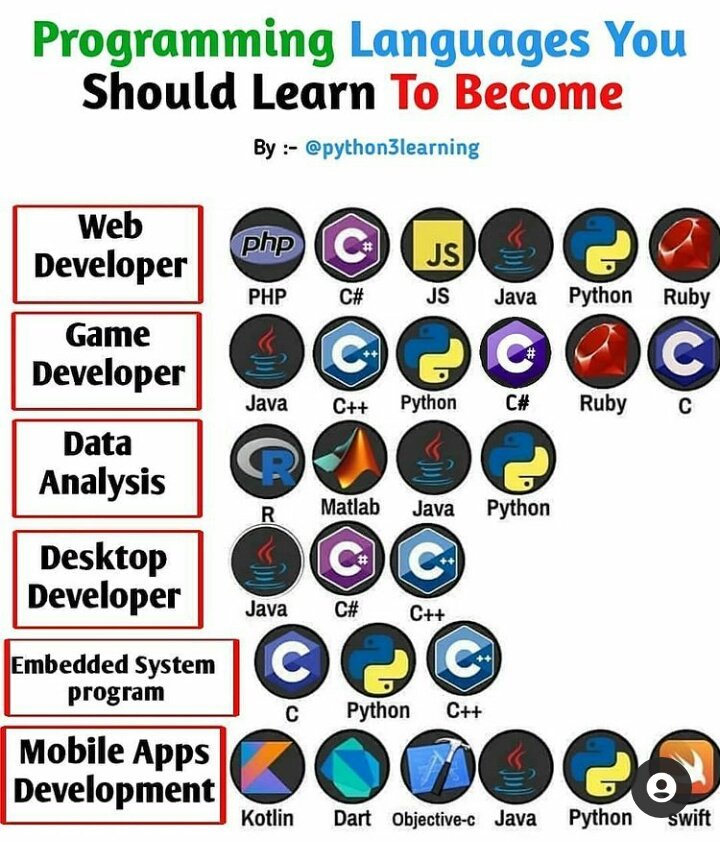 Programming Languages You
Should Learn To Become
By :- @python3learning
Web
Developer
php
C#
JS
PHP
C#
JS
Java
Python
Ruby
Game
Developer
C++
C#
C
Java
C++
Python
C#
Ruby
C
Data
Analysis
R
R
Matlab
Java
Python
Desktop
Developer
C#
C++
Java
C#
C++
Embedded System
program
C
C++
C
Python
C++
Mobile Apps
Development
Kotlin
Dart
Objective-c
Java
Python
Swift